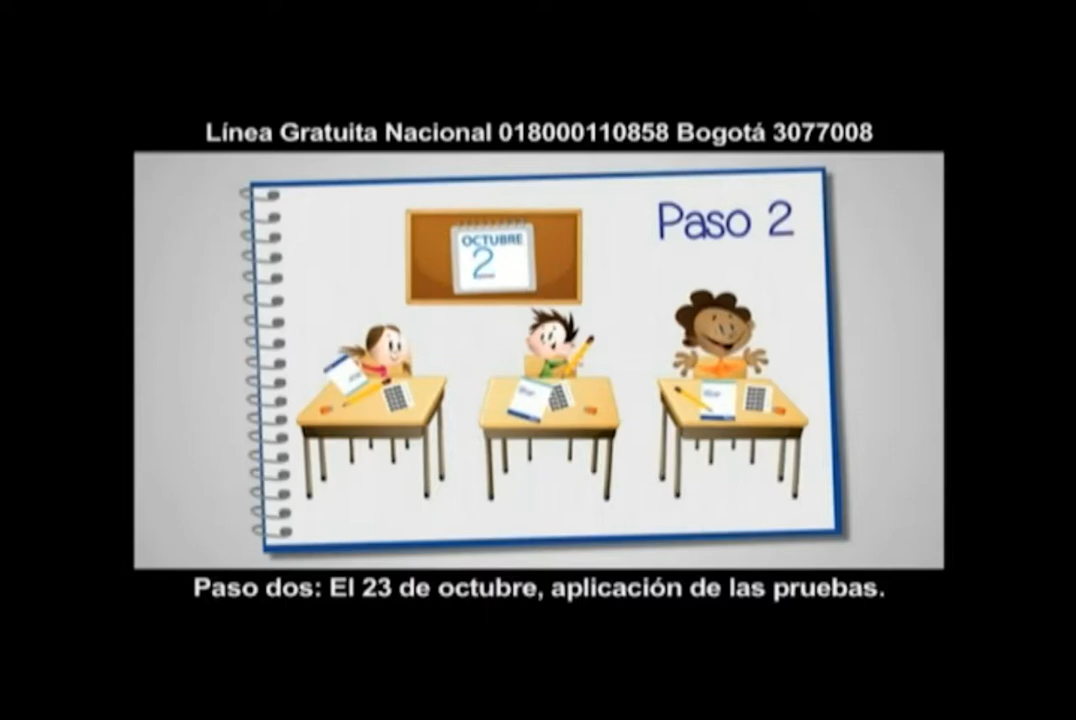 Línea Gratuita Nacional 018000110858 Bogotá 3077008
Paso 2
OCTUBRE
2
Paso dos: El 23 de octubre, aplicación de las pruebas.